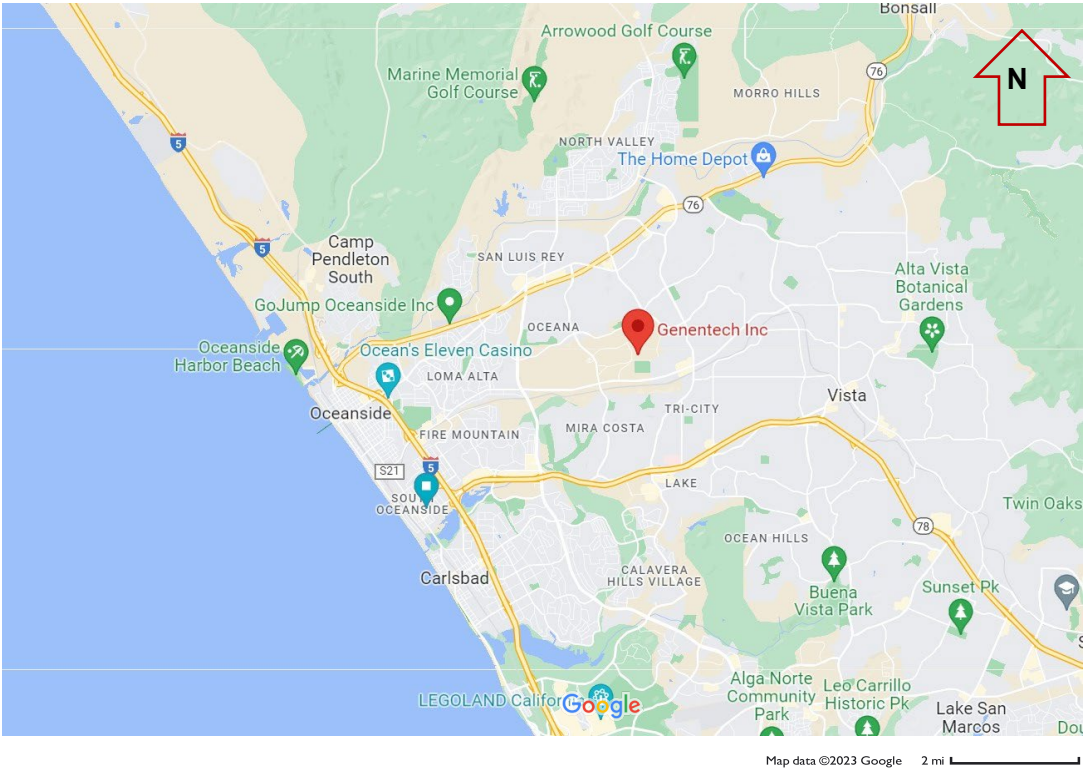 Bonsall
Arrowood Golf Course
N
76
Marine Memorial
Golf Course
MORRO HILLS
5
NORTH VALLEY
The Home Depot
76
5
Camp
Pendleton
South
SAN LUIS REY
Alta Vista
Botanical
Gardens
GoJump Oceanside Inc
OCEANA
Genentech Inc
Oceanside
Harbor Beach
Ocean's Eleven Casino
LOMA ALTA
Vista
Oceanside
TRI-CITY
FIRE MOUNTAIN
MIRA COSTA
5
S21
LAKE
SOUTH
OCEANSIDE
Twin Oaks
78
OCEAN HILLS
Carlsbad
CALAVERA
HILLS VILLAGE
Buena
Vista Park
Sunset Pk
S
Alga Norte
Community
Park
Leo Carrillo
Historic Pk
LEGOLAND Califor
Google
Lake San
Marcos
Dou
Map data ©2023 Google 2 mi